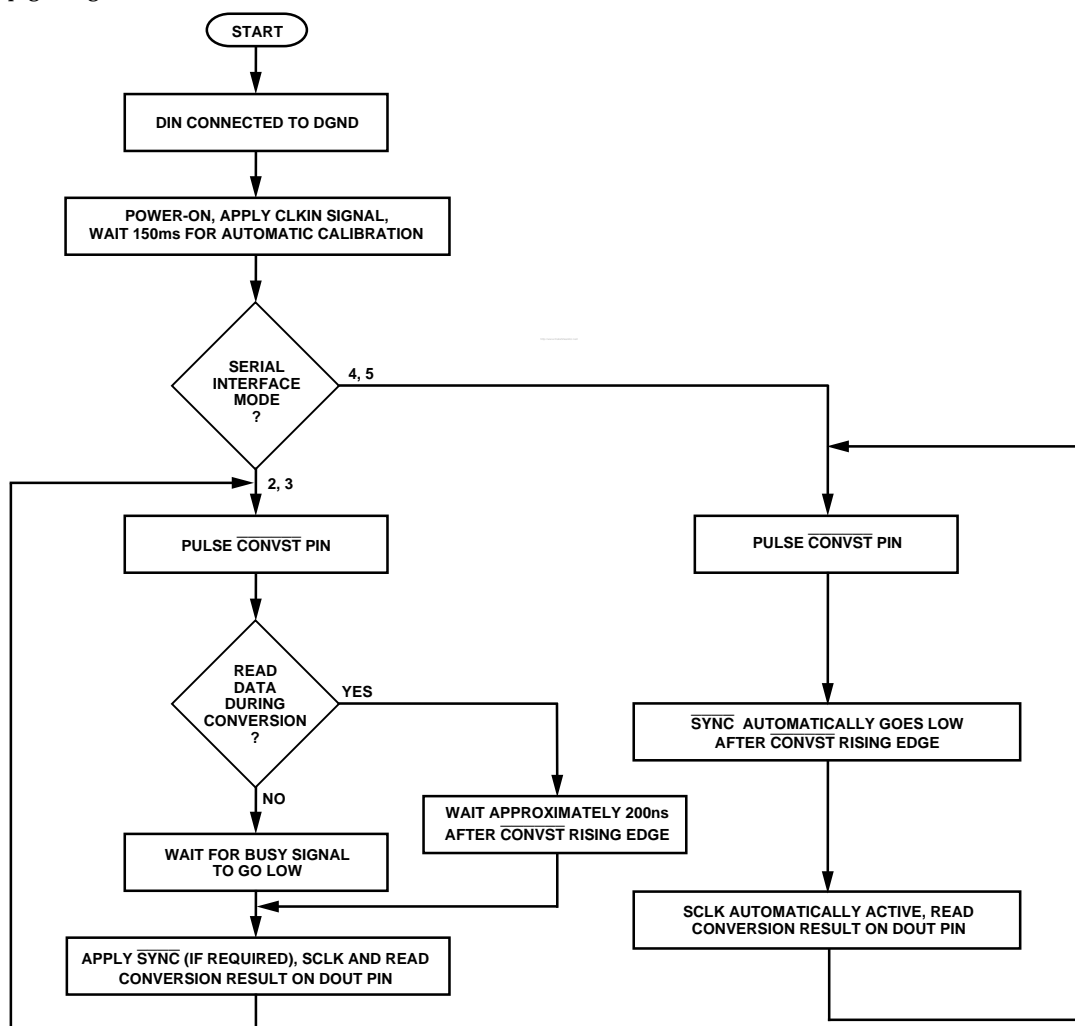 START
DIN CONNECTED TO DGND
POWER-ON, APPLY CLKIN SIGNAL,
WAIT 150ms FOR AUTOMATIC CALIBRATION
SERIAL
INTERFACE
MODE
?
4, 5
2, 3
PULSE CONVST PIN
PULSE CONVST PIN
READ
DATA
DURING
CONVERSION
?
YES
NO
SYNC AUTOMATICALLY GOES LOW
AFTER CONVST RISING EDGE
WAIT APPROXIMATELY 200ns
AFTER CONVST RISING EDGE
WAIT FOR BUSY SIGNAL
TO GO LOW
SCLK AUTOMATICALLY ACTIVE, READ
CONVERSION RESULT ON DOUT PIN
APPLY SYNC (IF REQUIRED), SCLK AND READ
CONVERSION RESULT ON DOUT PIN